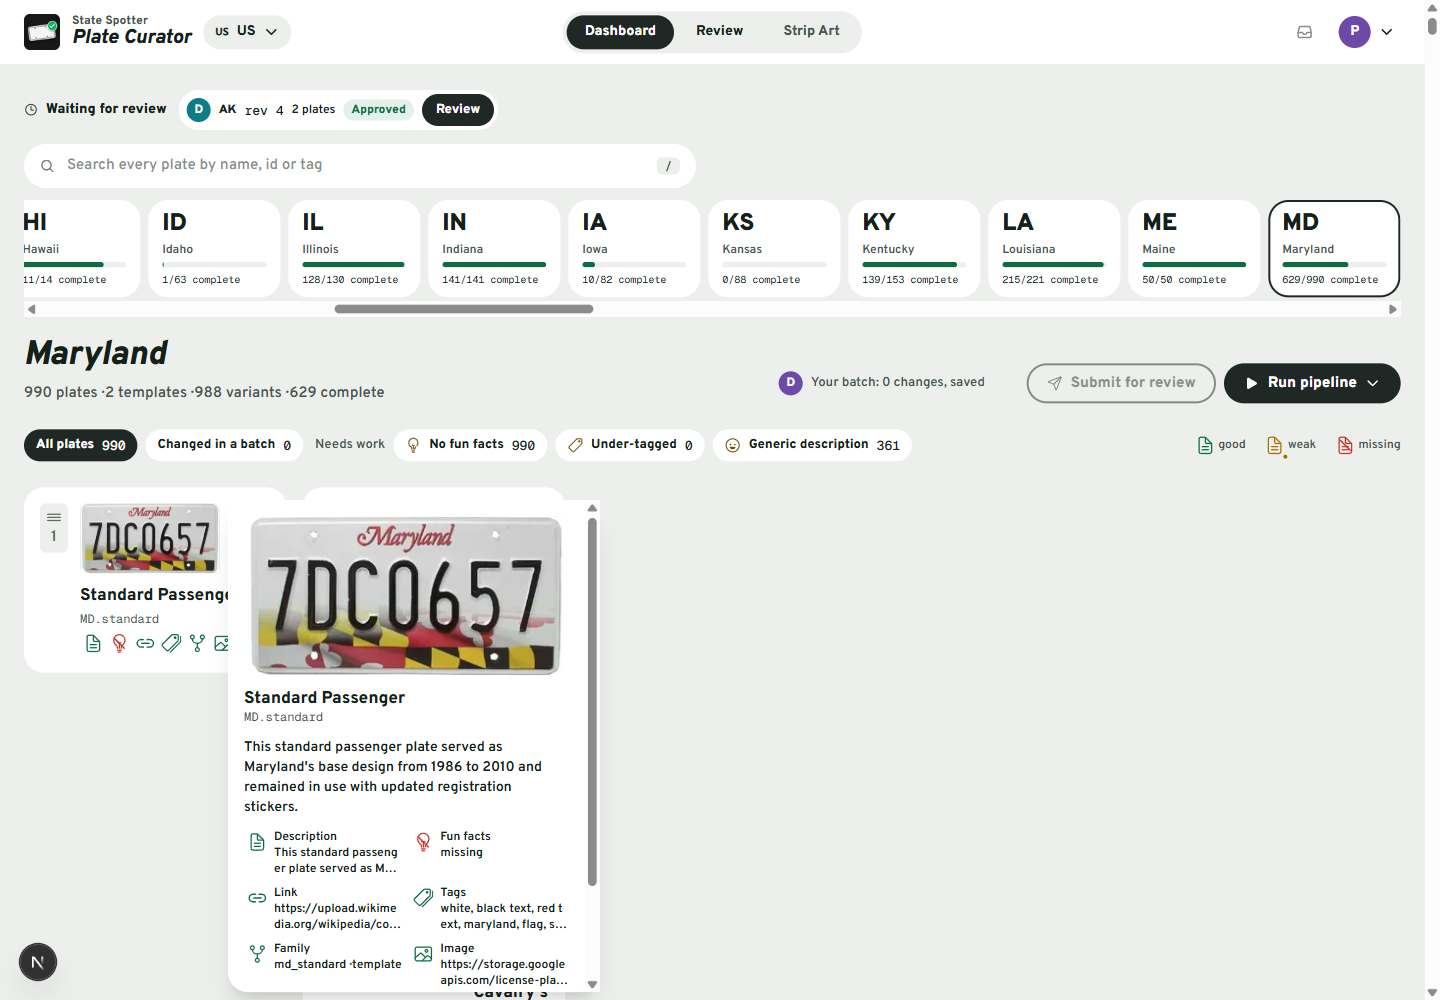 State Spotter
Plate Curator
US US
Dashboard
Review
Strip Art
P
Waiting for review
D AK rev 4 2 plates Approved Review
Search every plate by name, id or tag
/
HI
Hawaii
11/14 complete
ID
Idaho
1/63 complete
IL
Illinois
128/130 complete
IN
Indiana
141/141 complete
IA
Iowa
10/82 complete
KS
Kansas
0/88 complete
KY
Kentucky
139/153 complete
LA
Louisiana
215/221 complete
ME
Maine
50/50 complete
MD
Maryland
629/990 complete
Maryland
990 plates ·2 templates ·988 variants ·629 complete
D Your batch: 0 changes, saved
Submit for review
Run pipeline
All plates 990
Changed in a batch 0
Needs work
No fun facts 990
Under-tagged 0
Generic description 361
good
weak
missing
1
Maryland
7DC0657
Standard Passenge
MD.standard
Maryland
7DC0657
Standard Passenger
MD.standard
This standard passenger plate served as
Maryland's base design from 1986 to 2010 and
remained in use with updated registration
stickers.
Description
This standard passeng
er plate served as M...
Fun facts
missing
Link
https://upload.wikime
dia.org/wikipedia/co...
Tags
white, black text, red t
ext, maryland, flag, s...
Family
md_standard ·template
Image
https://storage.google
apis.com/license-pla...
Cavalry's
N